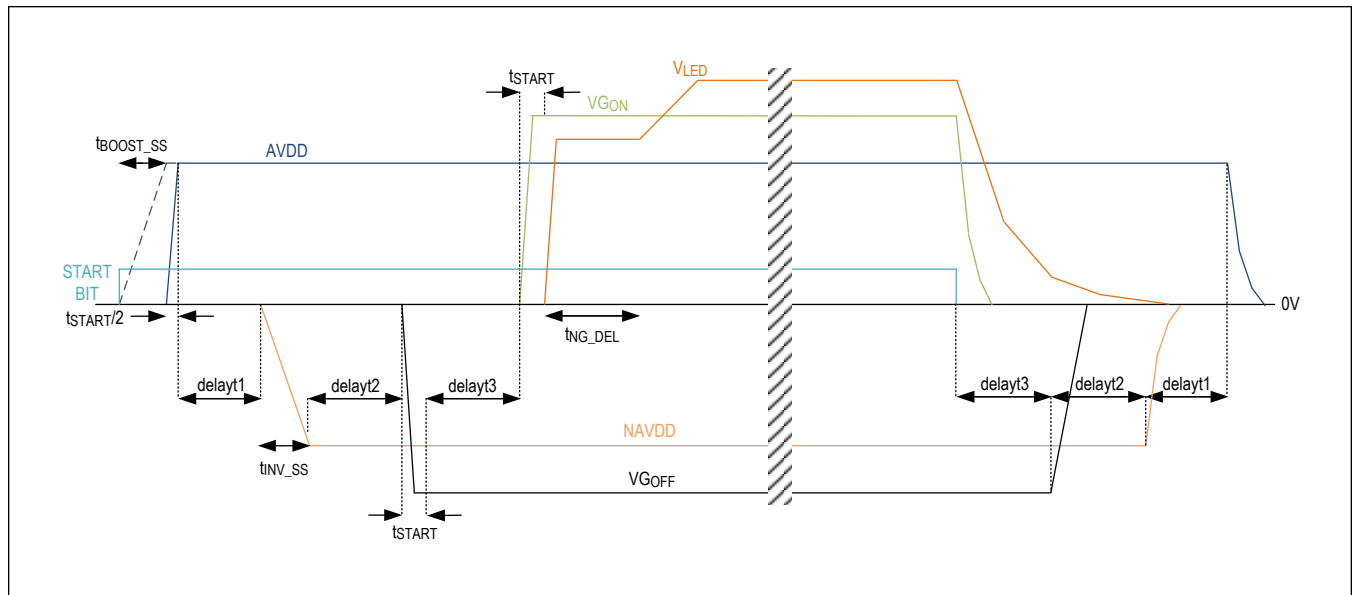 VLED
tSTART
VGON
tBOOST_SS
AVDD
START
BIT
0V
tSTART/2
tNG_DEL
delayt1
delayt2
delayt3
delayt3
delayt2
delayt1
NAVDD
tINV_SS
VGOFF
tSTART